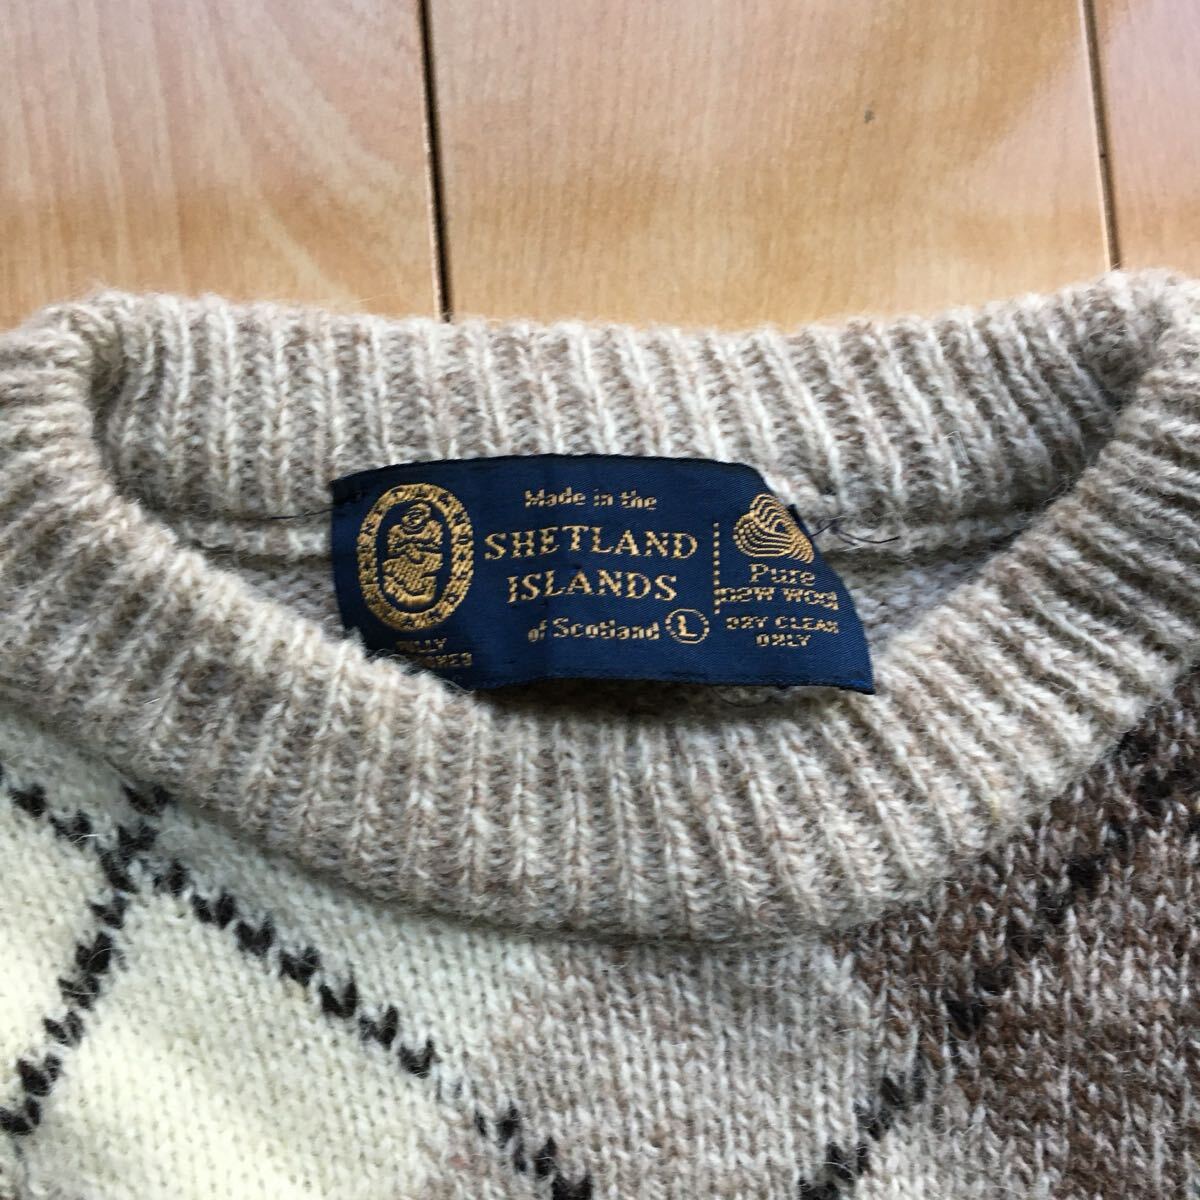 Made in the
SHETLAND
ISLANDS
of Scotland L
Pure
new wool
DRY CLEAN
ONLY